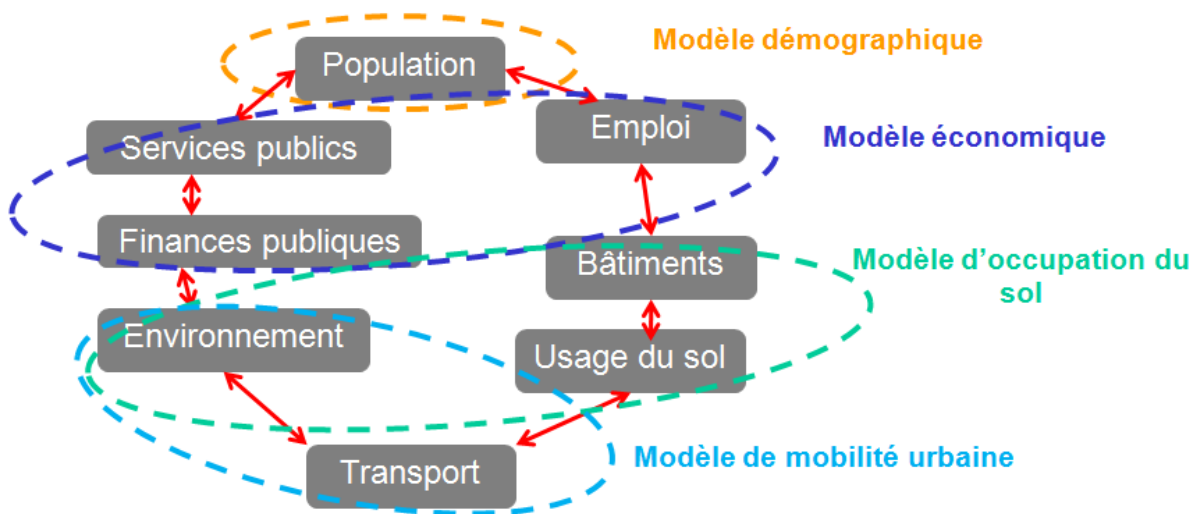 Modèle démographique
Population
Emploi
Modèle économique
Services publics
Finances publiques
Bâtiments
Modèle d'occupation du
sol
Environnement
Usage du sol
Transport
Modèle de mobilité urbaine